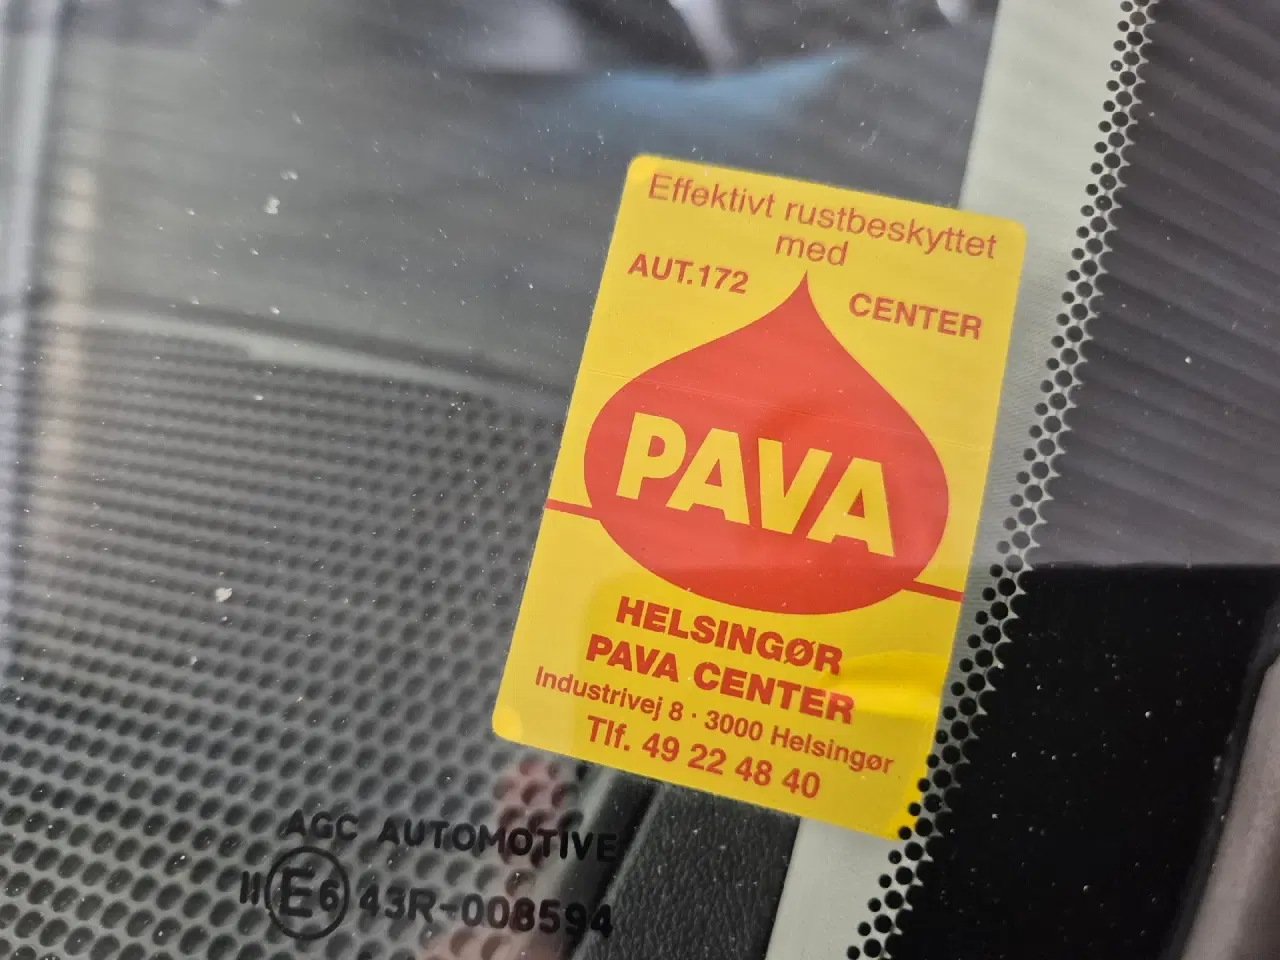 Effektivt rustbeskyttet
med
AUT.172 CENTER
PAVA
HELSINGØR
PAVA CENTER
Industrivej 8 · 3000 Helsingør
Tlf. 49 22 48 40
AGC AUTOMOTIVE
II E6 43R-008594